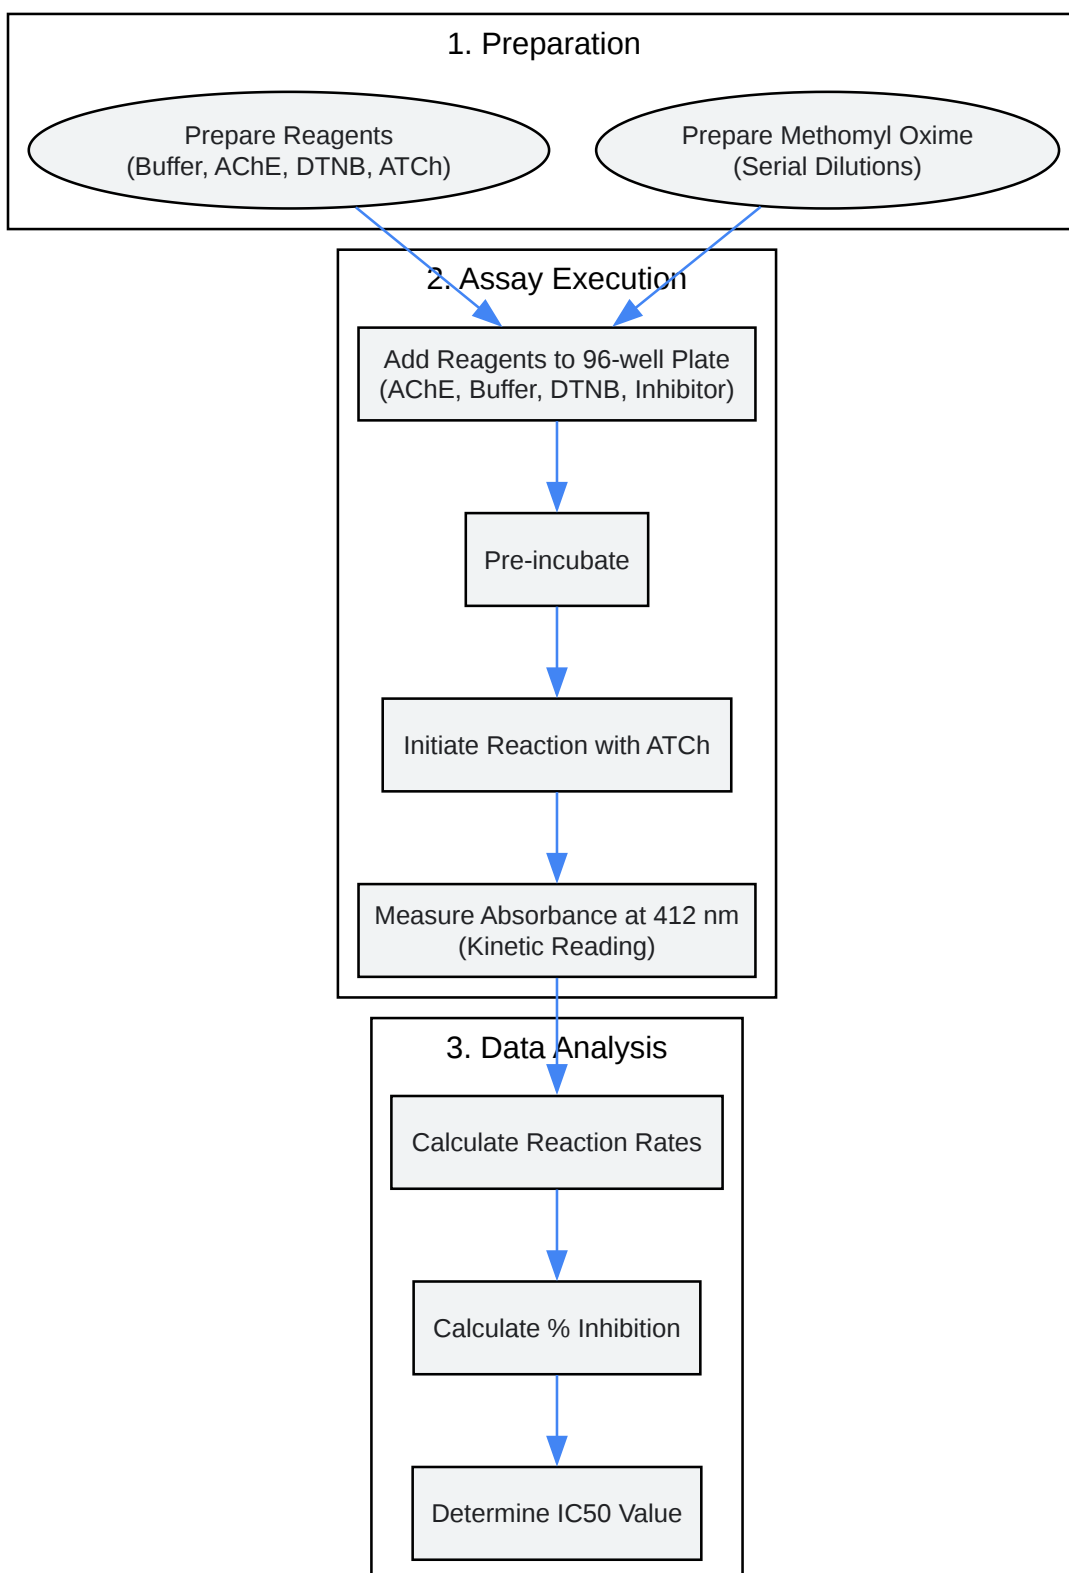 1. Preparation
Prepare Reagents
(Buffer, AChE, DTNB, ATCh)
Prepare Methomyl Oxime
(Serial Dilutions)
2. Assay Execution
Add Reagents to 96-well Plate
(AChE, Buffer, DTNB, Inhibitor)
Pre-incubate
Initiate Reaction with ATCh
Measure Absorbance at 412 nm
(Kinetic Reading)
3. Data Analysis
Calculate Reaction Rates
Calculate % Inhibition
Determine IC50 Value